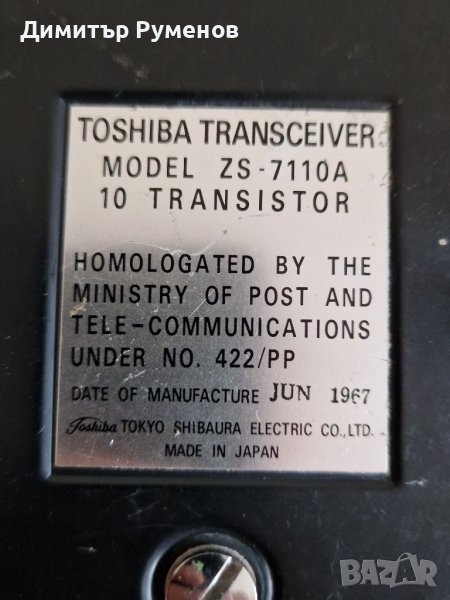 Димитър Руменов
TOSHIBA TRANSCEIVER
MODEL ZS-7110A
10 TRANSISTOR
HOMOLOGATED BY THE
MINISTRY OF POST AND
TELE-COMMUNICATIONS
UNDER NO. 422/PP
DATE OF MANUFACTURE JUN 1967
Toshiba TOKYO SHIBAURA ELECTRIC CO., LTD.
MADE IN JAPAN
BAZAR